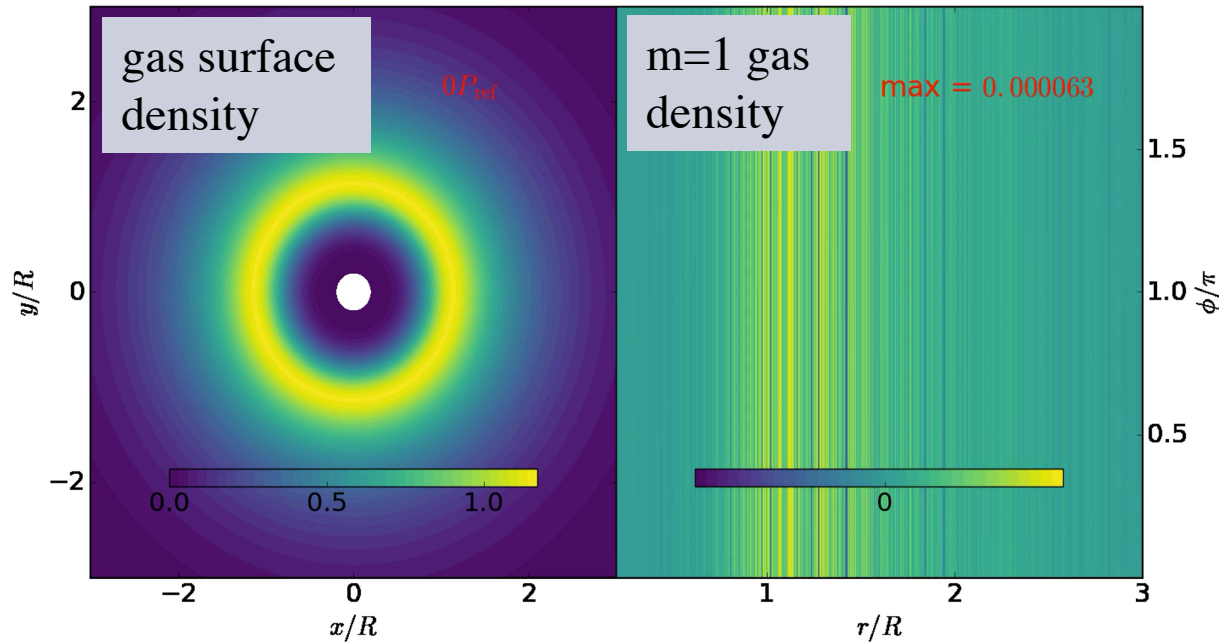 gas surface
density
0P_ref
2
0
−2
y/R
0.0 0.5 1.0
−2 0 2
x/R
m=1 gas
density
max = 0.000063
1.5
1.0
0.5
ϕ/π
0
1 2 3
r/R